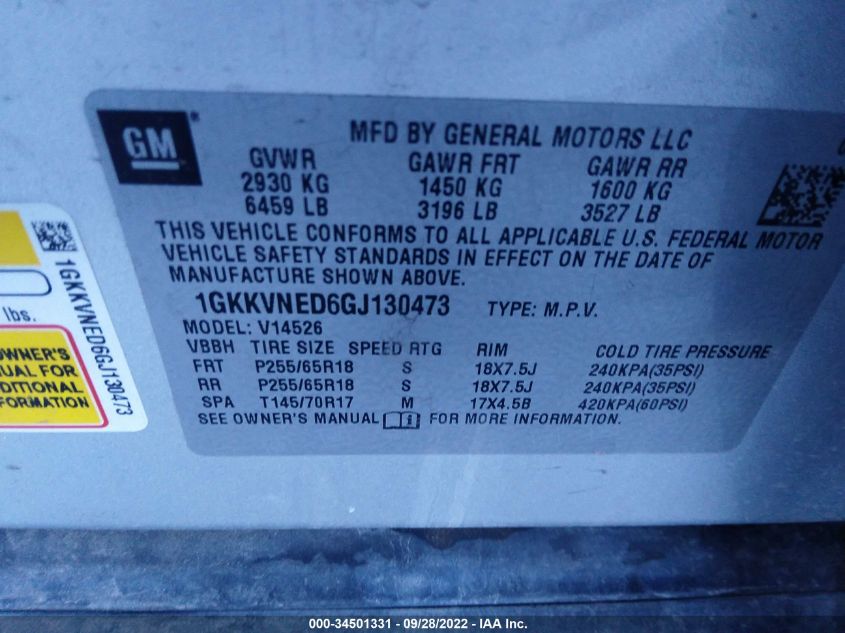 GM ®
MFD BY GENERAL MOTORS LLC
GVWR GAWR FRT GAWR RR
2930 KG 1450 KG 1600 KG
6459 LB 3196 LB 3527 LB
THIS VEHICLE CONFORMS TO ALL APPLICABLE U.S. FEDERAL MOTOR
VEHICLE SAFETY STANDARDS IN EFFECT ON THE DATE OF
MANUFACTURE SHOWN ABOVE.
1GKKVNED6GJ130473 TYPE: M.P.V.
MODEL: V14526
VBBH TIRE SIZE SPEED RTG RIM COLD TIRE PRESSURE
FRT P255/65R18 S 18X7.5J 240KPA(35PSI)
RR P255/65R18 S 18X7.5J 240KPA(35PSI)
SPA T145/70R17 M 17X4.5B 420KPA(60PSI)
SEE OWNER'S MANUAL i FOR MORE INFORMATION.
1GKKVNED6GJ130473
lbs.
OWNER'S
UAL FOR
DITIONAL
FORMATION
000-34501331 - 09/28/2022 - IAA Inc.